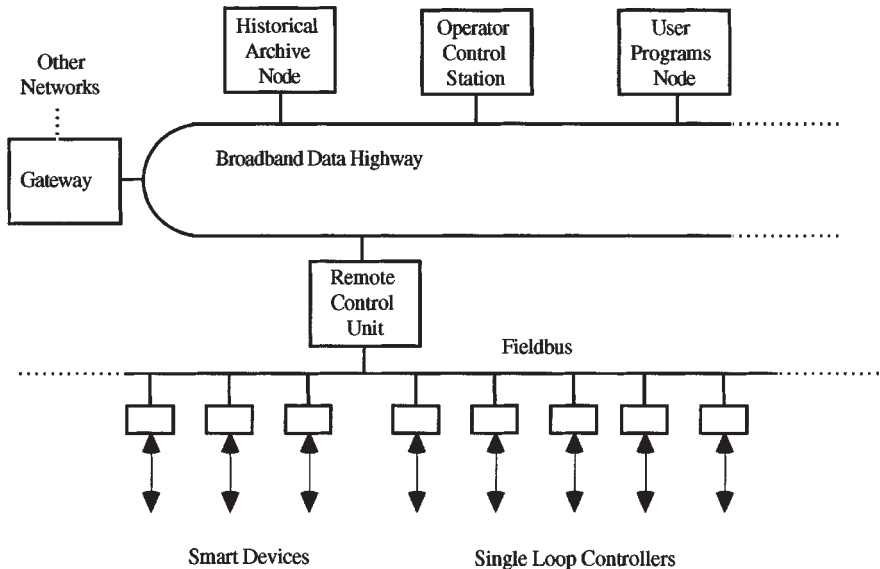 Historical
Archive
Node
Operator
Control
Station
User
Programs
Node
Other
Networks
Gateway
Broadband Data Highway
Remote
Control
Unit
Fieldbus
Smart Devices
Single Loop Controllers